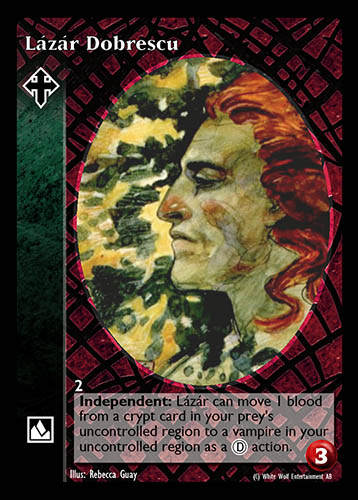 Lázár Dobrescu
2
Independent: Lázár can move 1 blood
from a crypt card in your prey's
uncontrolled region to a vampire in your
uncontrolled region as a Ⓓ action.
3
Illus: Rebecca Guay
(C) White Wolf Entertainment AB